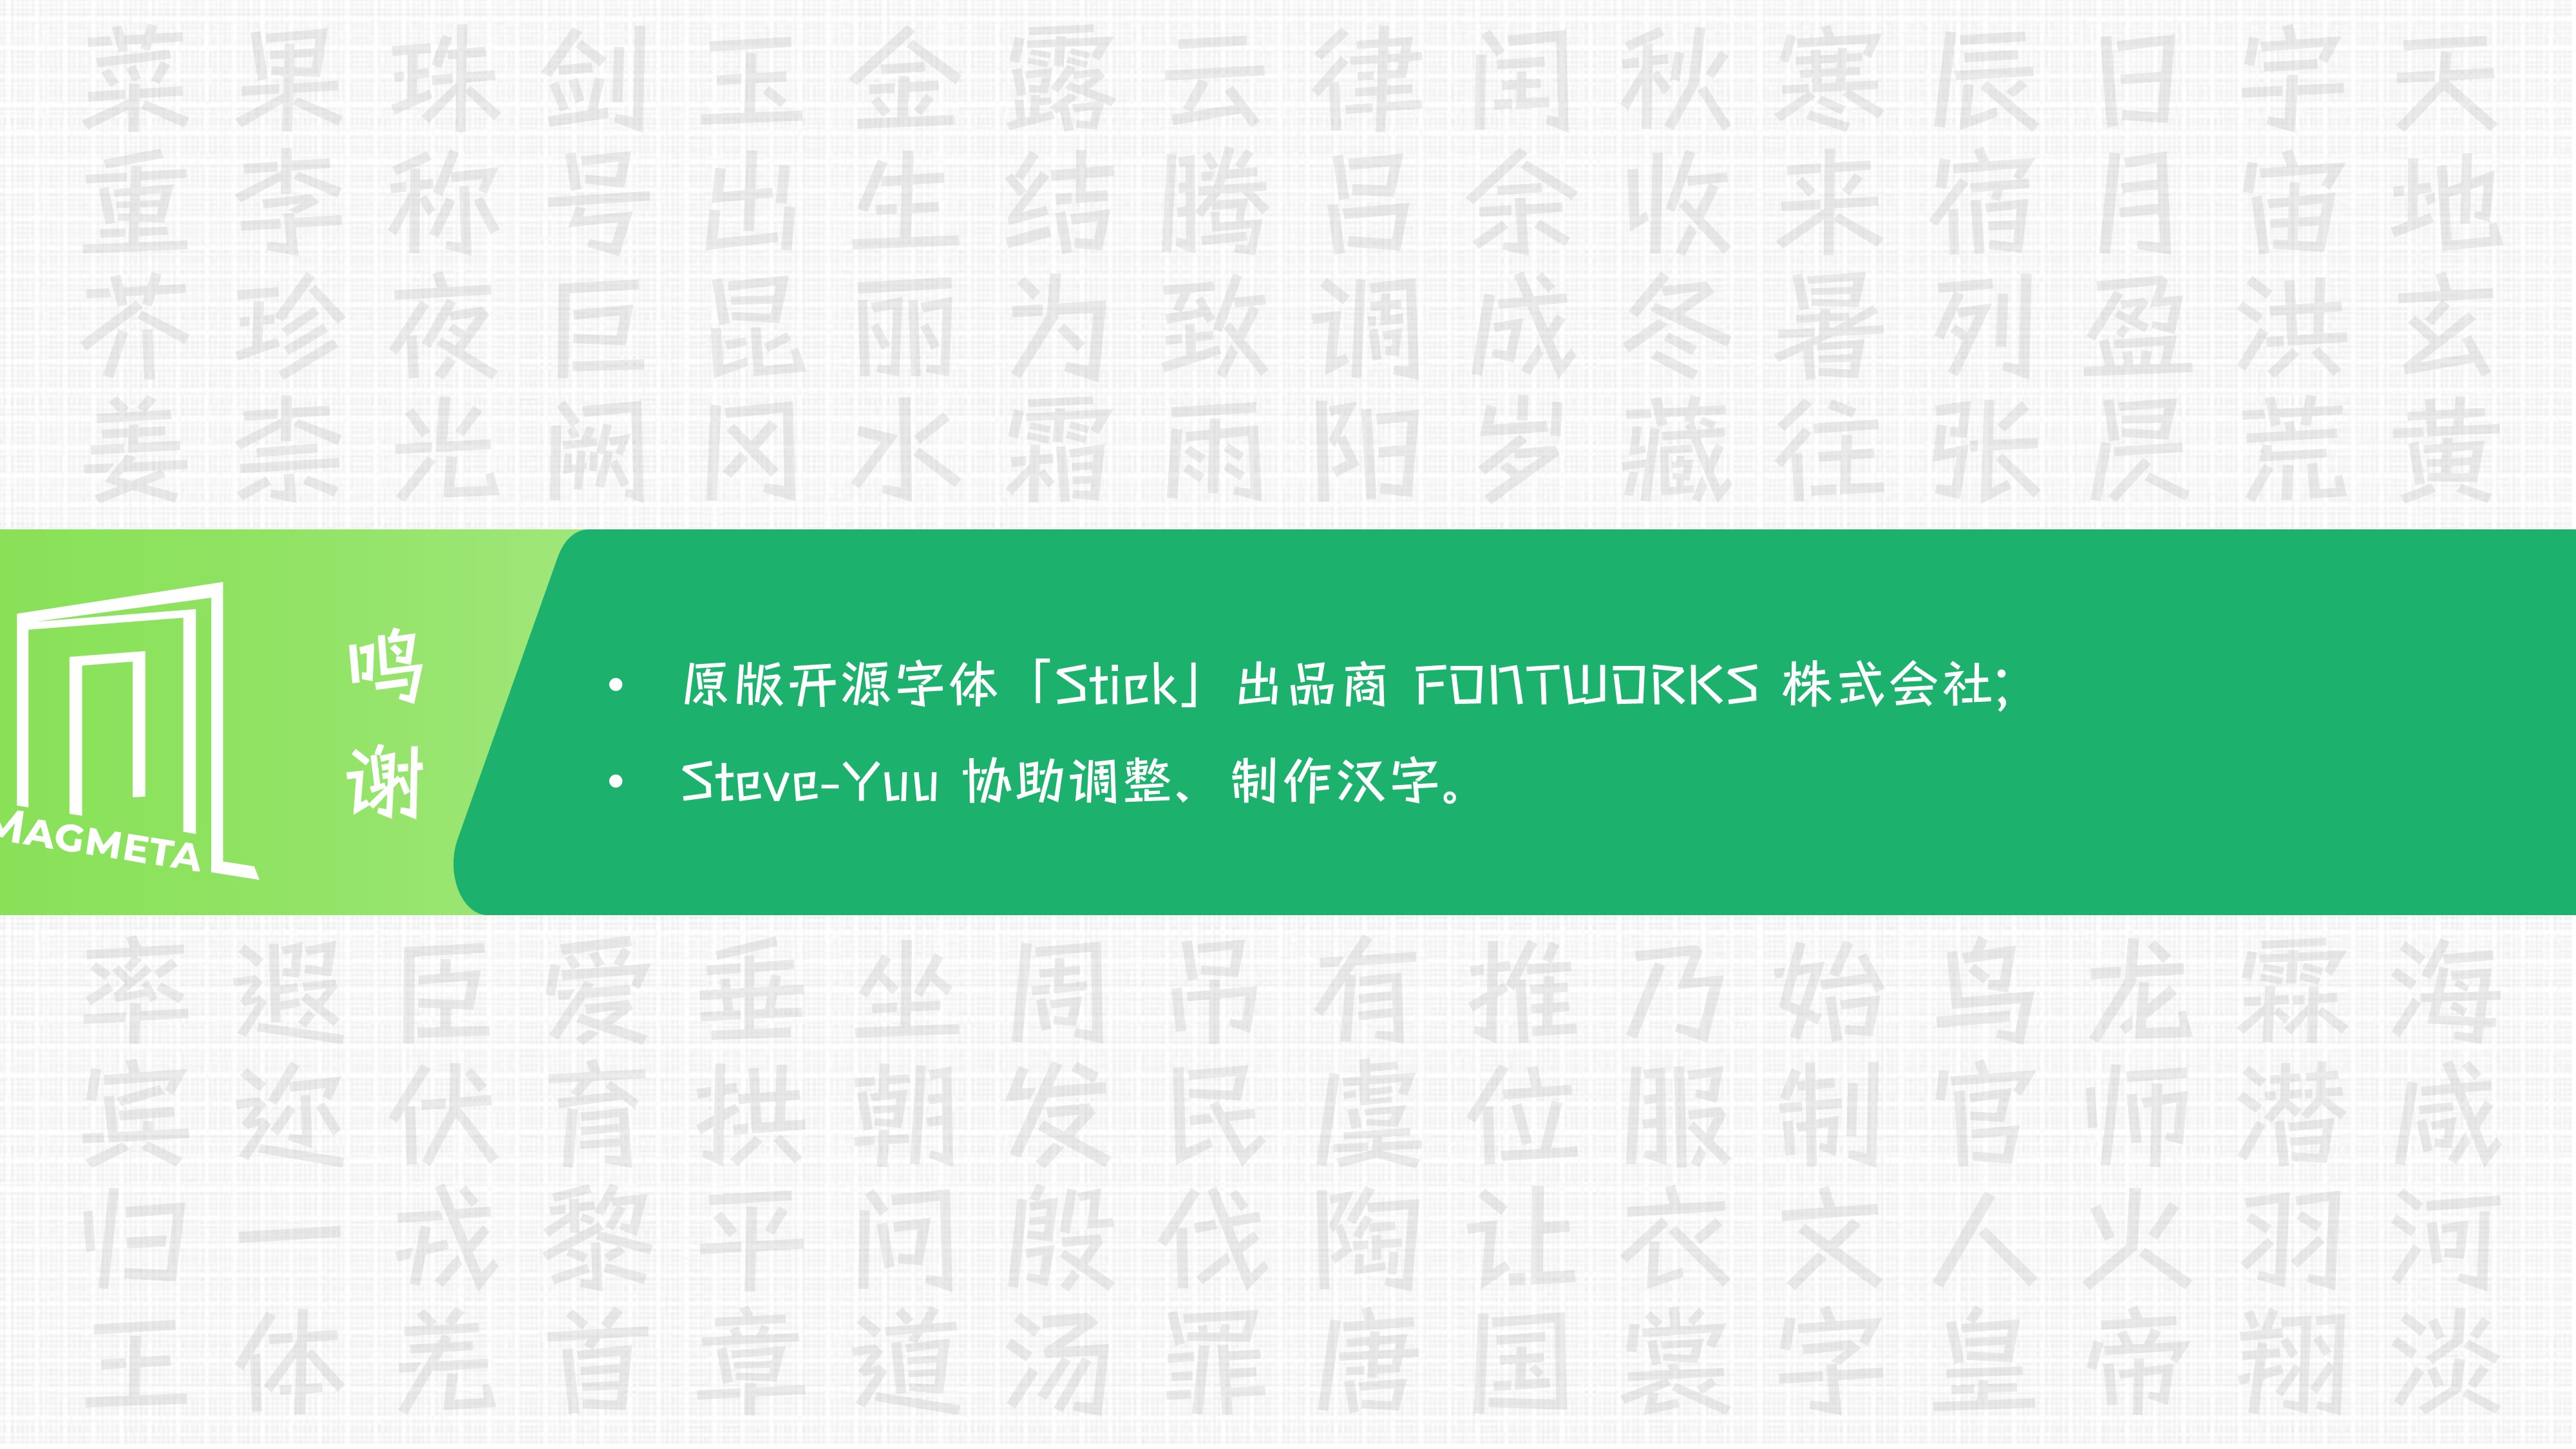 天地玄黄
宇宙洪荒
日月盈昃
辰宿列张
寒来暑往
秋收冬藏
闰余成岁
律吕调阳
云腾致雨
露结为霜
金生丽水
玉出昆冈
剑号巨阙
珠称夜光
果李珍柰
菜重芥姜
MAGMETA
鸣谢
• 原版开源字体「Stick」出品商 FONTWORKS 株式会社；
• Steve-Yuu 协助调整、制作汉字。
海咸河淡
霖潜羽翔
龙师火帝
鸟官人皇
始制文字
乃服衣裳
推位让国
有虞陶唐
吊民伐罪
周发殷汤
坐朝问道
垂拱平章
爱育黎首
臣伏戎羌
遐迩一体
率宾归王